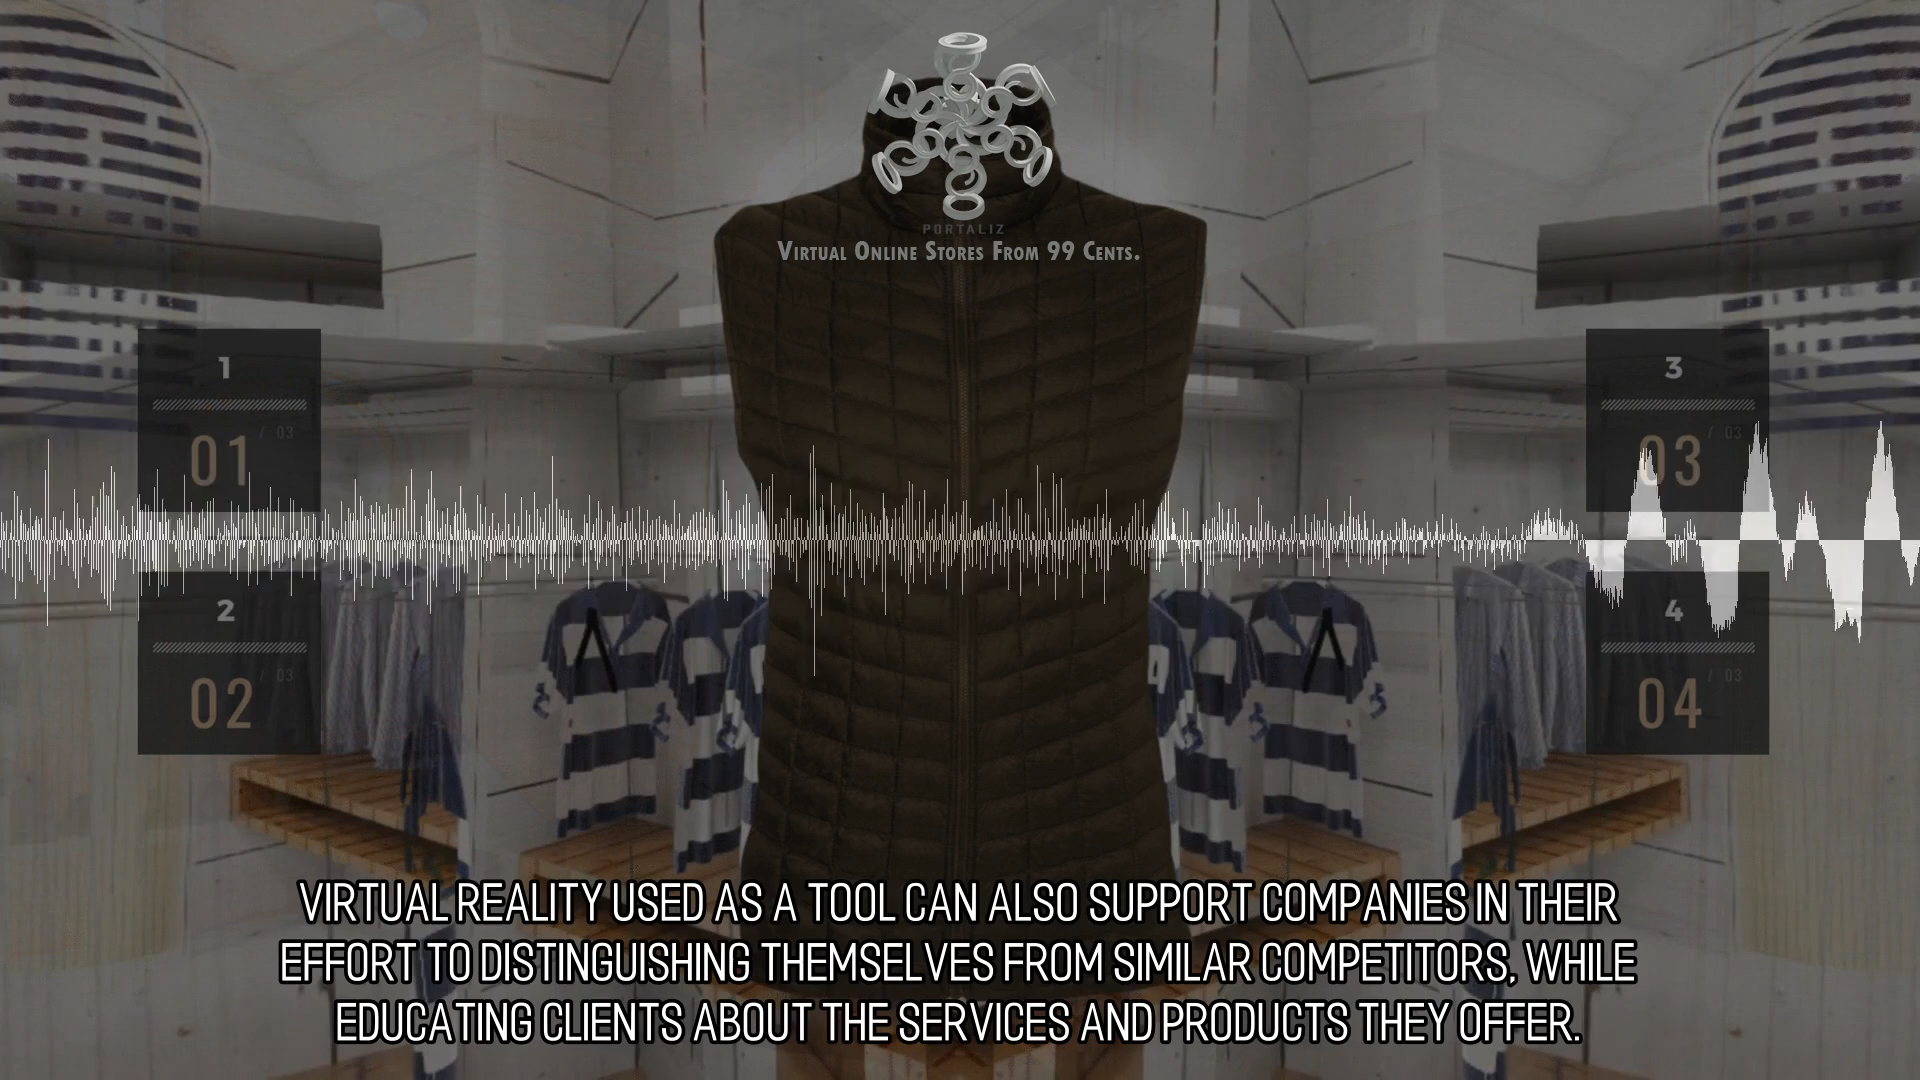 PORTALIZ
Virtual Online Stores From 99 Cents.
1
01 / 03
2
02 / 03
3
03 / 03
4
04 / 03
VIRTUAL REALITY USED AS A TOOL CAN ALSO SUPPORT COMPANIES IN THEIR
EFFORT TO DISTINGUISHING THEMSELVES FROM SIMILAR COMPETITORS, WHILE
EDUCATING CLIENTS ABOUT THE SERVICES AND PRODUCTS THEY OFFER.